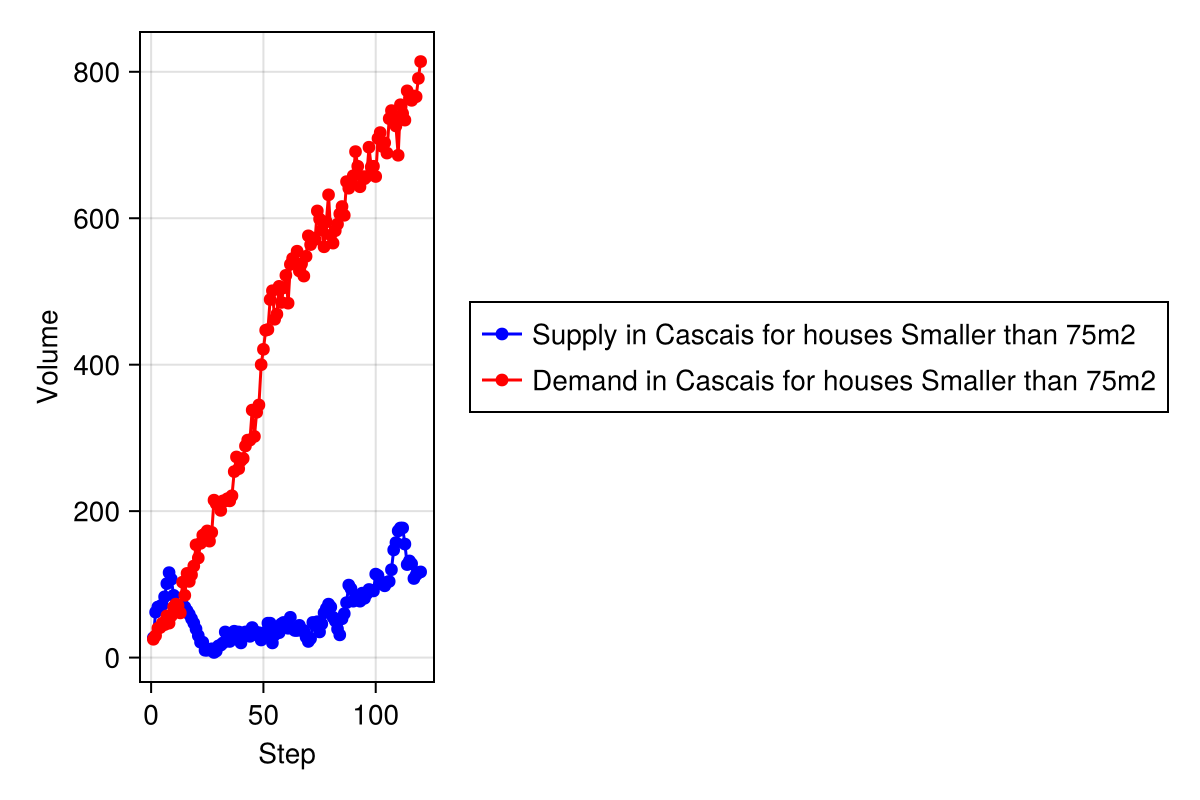 800
600
400
200
0
Volume
0 50 100
Step
Supply in Cascais for houses Smaller than 75m2
Demand in Cascais for houses Smaller than 75m2